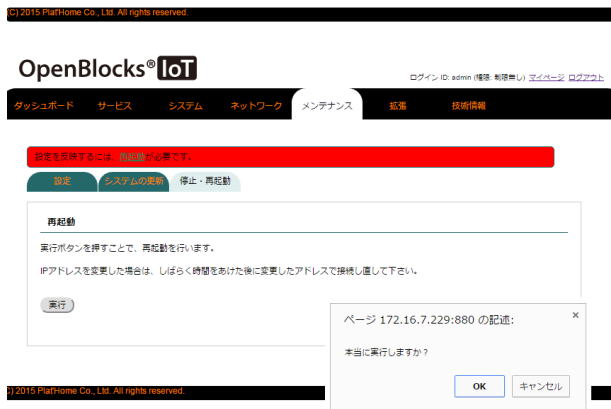 (C) 2015 Plat'Home Co., Ltd. All rights reserved.
OpenBlocks® IoT
ログイン ID: admin (権限: 制限無し) マイページ ログアウト
ダッシュボード サービス システム ネットワーク メンテナンス 拡張 技術情報
設定を反映するには、再起動が必要です。
設定 システムの更新 停止・再起動
再起動
実行ボタンを押すことで、再起動を行います。
IPアドレスを変更した場合は、しばらく時間をあけた後に変更したアドレスで接続し直して下さい。
実行
ページ 172.16.7.229:880 の記述: ×
本当に実行しますか？
OK キャンセル
) 2015 Plat'Home Co., Ltd. All rights reserved.